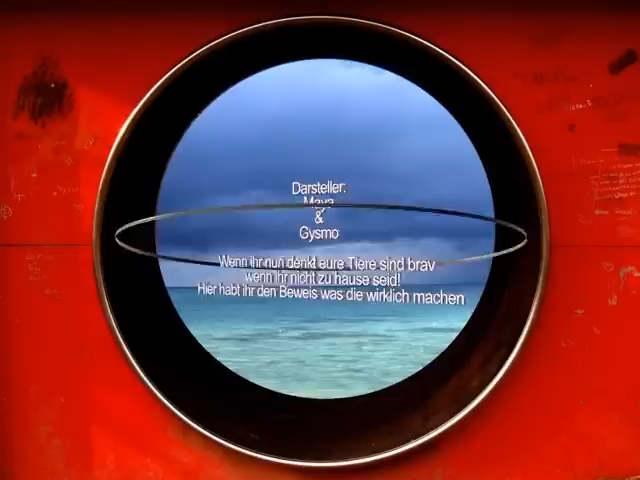 Darsteller:
Maya
&
Gysmo
Wenn ihr nun denkt eure Tiere sind brav
wenn ihr nicht zu hause seid!
Hier habt ihr den Beweis was die wirklich machen